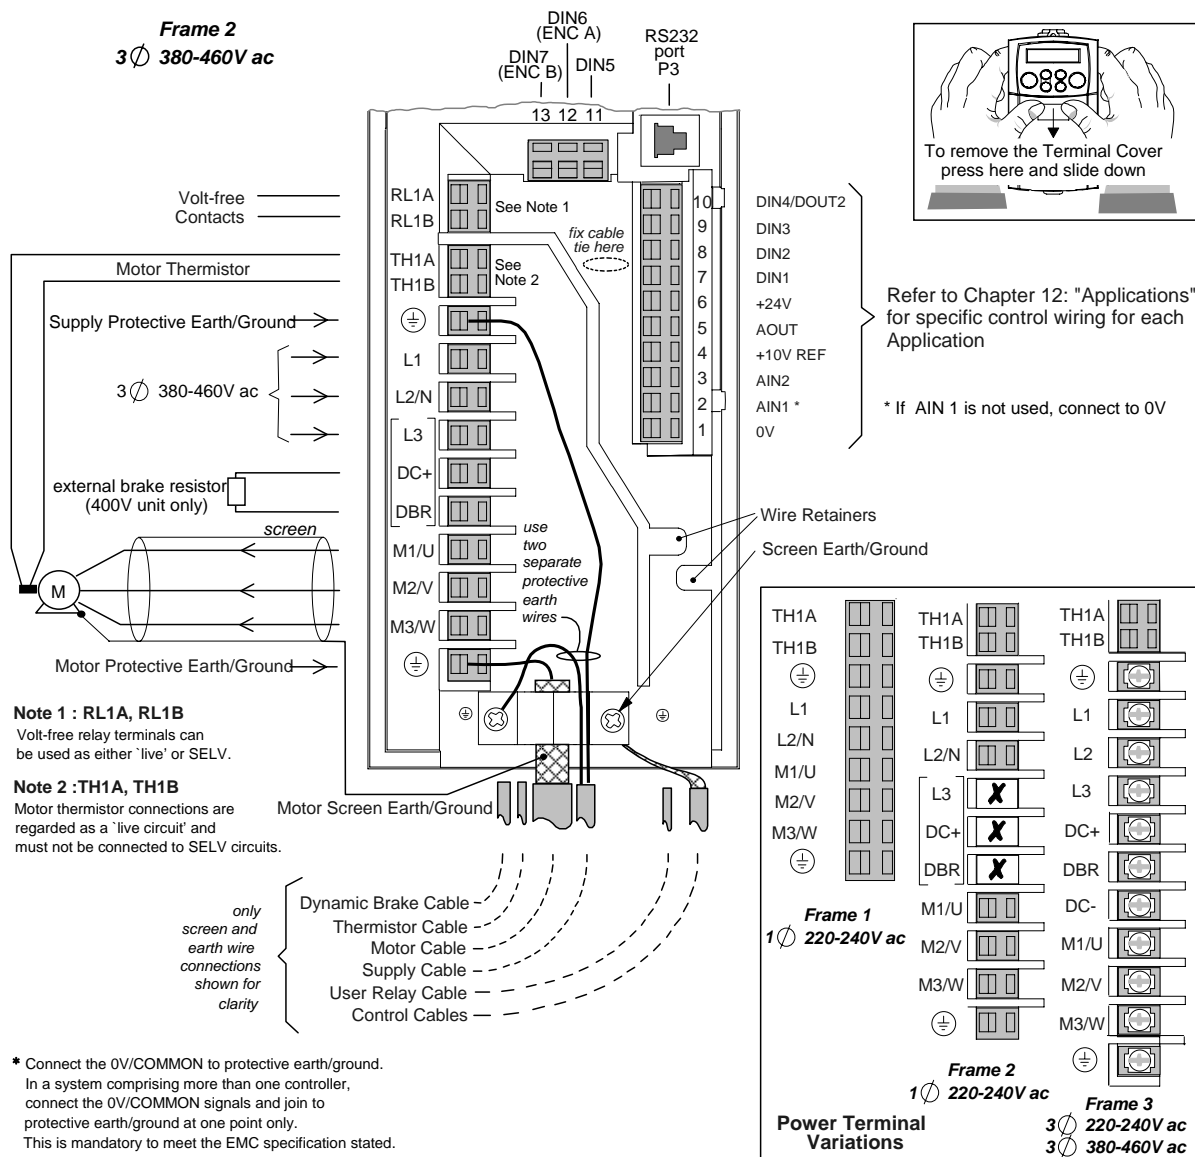 Frame 2
3 380-460V ac
DIN6
(ENC A)
DIN7
(ENC B)
DIN5
RS232
port
P3
13 12 11
To remove the Terminal Cover
press here and slide down
Volt-free
Contacts
RL1A
RL1B
See Note 1
Motor Thermistor
TH1A
TH1B
See
Note 2
fix cable
tie here
Supply Protective Earth/Ground
L1
3 380-460V ac
L2/N
L3
DC+
external brake resistor
(400V unit only)
DBR
screen
M1/U
M
M2/V
M3/W
Motor Protective Earth/Ground
use
two
separate
protective
earth
wires
10 DIN4/DOUT2
9 DIN3
8 DIN2
7 DIN1
6 +24V
5 AOUT
4 +10V REF
3 AIN2
2 AIN1 *
1 0V
Refer to Chapter 12: "Applications"
for specific control wiring for each
Application
* If AIN 1 is not used, connect to 0V
Wire Retainers
Screen Earth/Ground
Note 1 : RL1A, RL1B
Volt-free relay terminals can
be used as either `live' or SELV.
Note 2 :TH1A, TH1B
Motor thermistor connections are
regarded as a `live circuit' and
must not be connected to SELV circuits.
Motor Screen Earth/Ground
only
screen and
earth wire
connections
shown for
clarity
Dynamic Brake Cable
Thermistor Cable
Motor Cable
Supply Cable
User Relay Cable
Control Cables
* Connect the 0V/COMMON to protective earth/ground.
In a system comprising more than one controller,
connect the 0V/COMMON signals and join to
protective earth/ground at one point only.
This is mandatory to meet the EMC specification stated.
TH1A
TH1B
L1
L2/N
M1/U
M2/V
M3/W
Frame 1
1 220-240V ac
TH1A
TH1B
L1
L2/N
L3 X
DC+ X
DBR X
M1/U
M2/V
M3/W
Frame 2
1 220-240V ac
TH1A
TH1B
L1
L2
L3
DC+
DBR
DC-
M1/U
M2/V
M3/W
Frame 3
3 220-240V ac
3 380-460V ac
Power Terminal
Variations